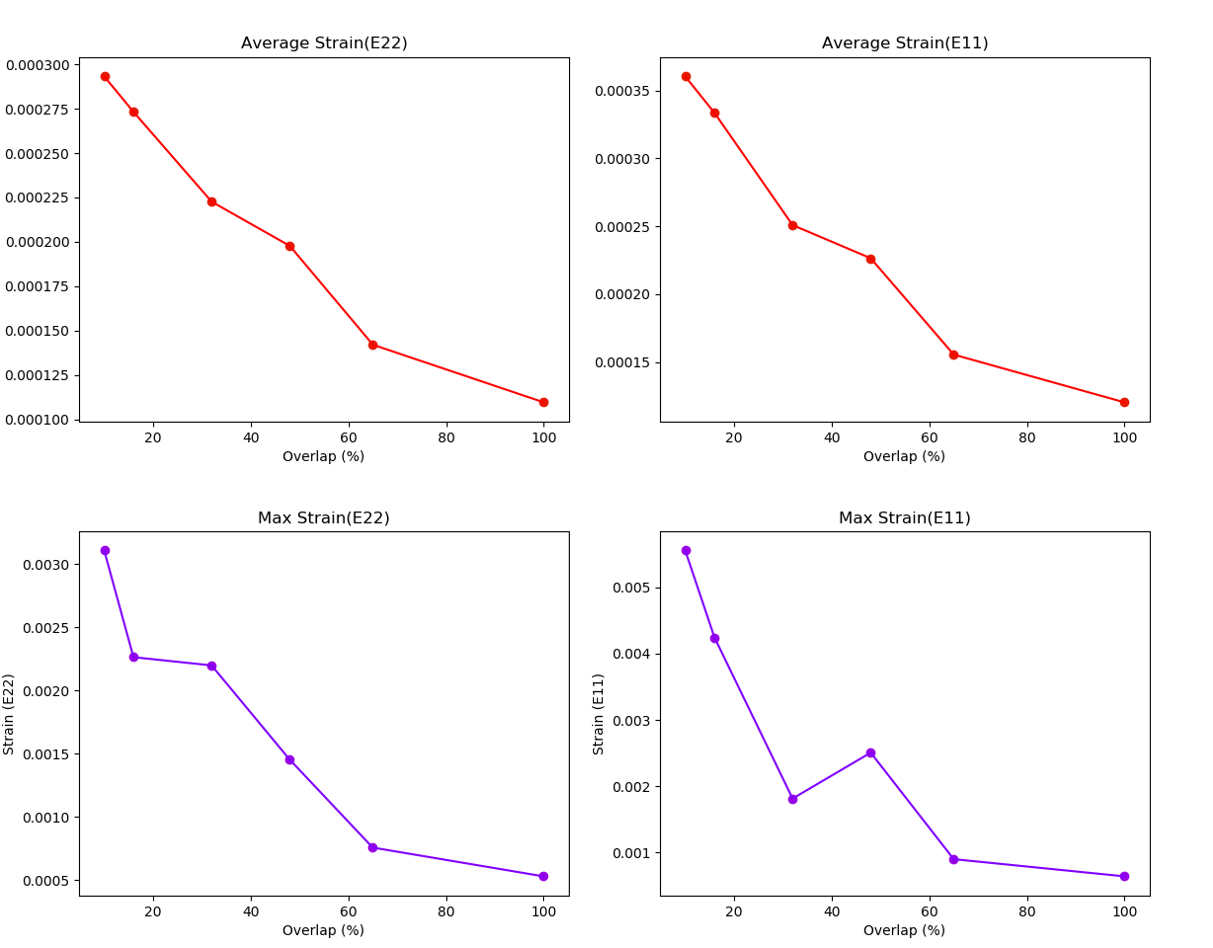 Average Strain(E22)
0.000300
0.000275
0.000250
0.000225
0.000200
0.000175
0.000150
0.000125
0.000100
20 40 60 80 100
Overlap (%)
Average Strain(E11)
0.00035
0.00030
0.00025
0.00020
0.00015
20 40 60 80 100
Overlap (%)
Max Strain(E22)
Strain (E22)
0.0030
0.0025
0.0020
0.0015
0.0010
0.0005
20 40 60 80 100
Overlap (%)
Max Strain(E11)
Strain (E11)
0.005
0.004
0.003
0.002
0.001
20 40 60 80 100
Overlap (%)